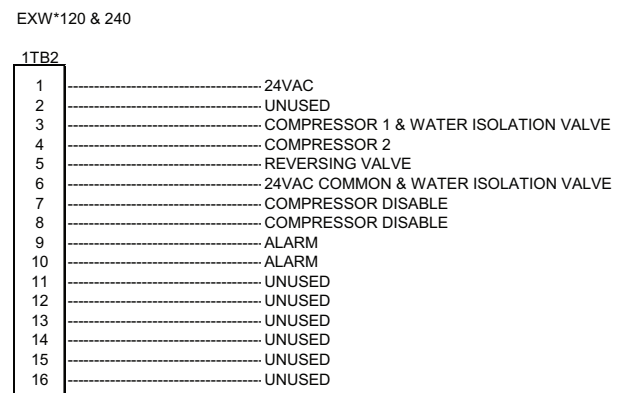 EXW*120 & 240
1TB2
1 24VAC
2 UNUSED
3 COMPRESSOR 1 & WATER ISOLATION VALVE
4 COMPRESSOR 2
5 REVERSING VALVE
6 24VAC COMMON & WATER ISOLATION VALVE
7 COMPRESSOR DISABLE
8 COMPRESSOR DISABLE
9 ALARM
10 ALARM
11 UNUSED
12 UNUSED
13 UNUSED
14 UNUSED
15 UNUSED
16 UNUSED